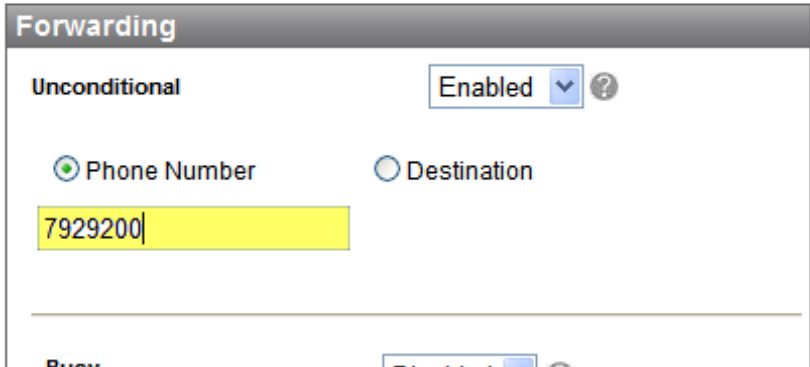 Forwarding
Unconditional Enabled
Phone Number Destination
7929200
Busy